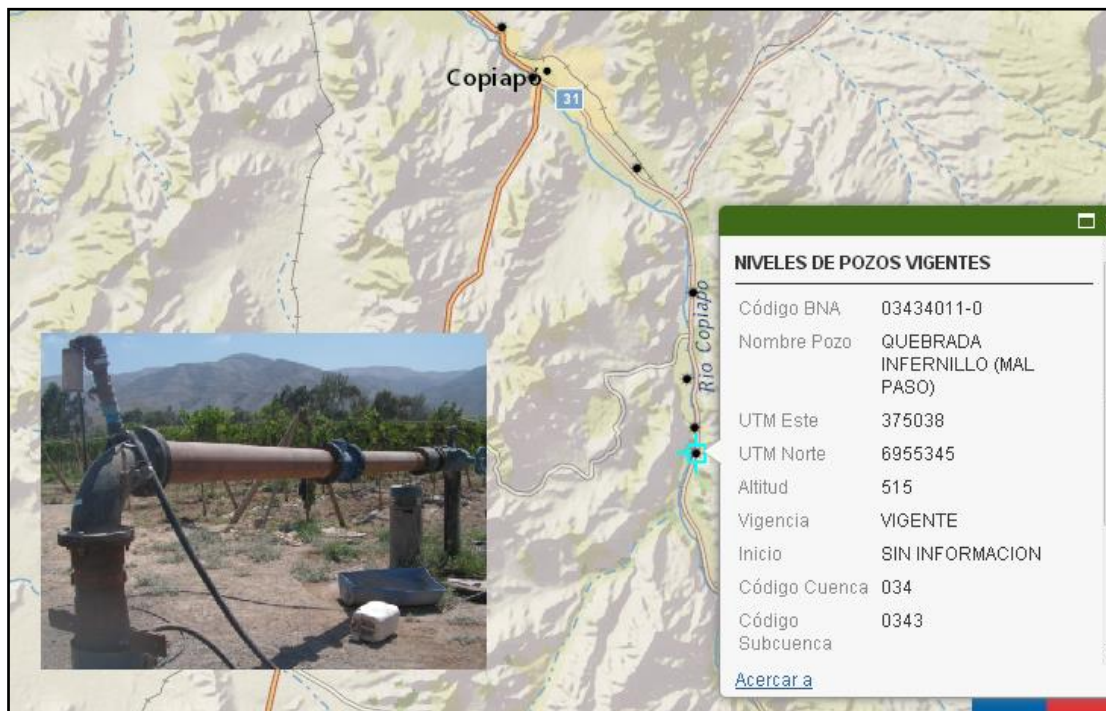 Copiapó
31
Río Copiapo
NIVELES DE POZOS VIGENTES
Código BNA 03434011-0
Nombre Pozo QUEBRADA
INFERNILLO (MAL
PASO)
UTM Este 375038
UTM Norte 6955345
Altitud 515
Vigencia VIGENTE
Inicio SIN INFORMACION
Código Cuenca 034
Código 0343
Subcuenca
Acercar a